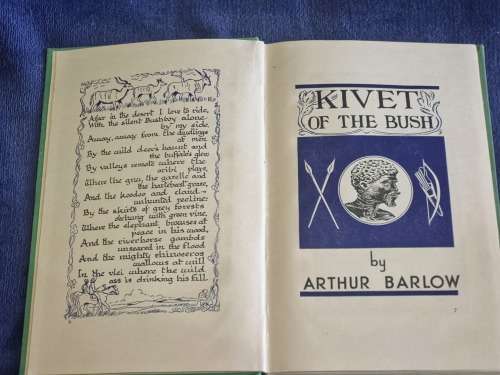 Afar in the desert I love to ride,
With the silent Bushboy alone
by my side.
Away, away from the dwellings
of men
By the wild deer's haunt and
the buffalo's glen
By valleys remote where the
oribi plays,
Where the gnu, the gazelle and
the hartebeest graze,
And the koodoo and eland
unhunted recline:
By the skirts of grey forests
o'erhung with green vine,
Where the elephant browses at
peace in his wood,
And the riverhorse gambols
unseared in the flood
And the mighty rhinoceros
wallows at will
In the vlei where the wild
ass is drinking his fill
6
KIVET
OF THE BUSH
by
ARTHUR BARLOW
7